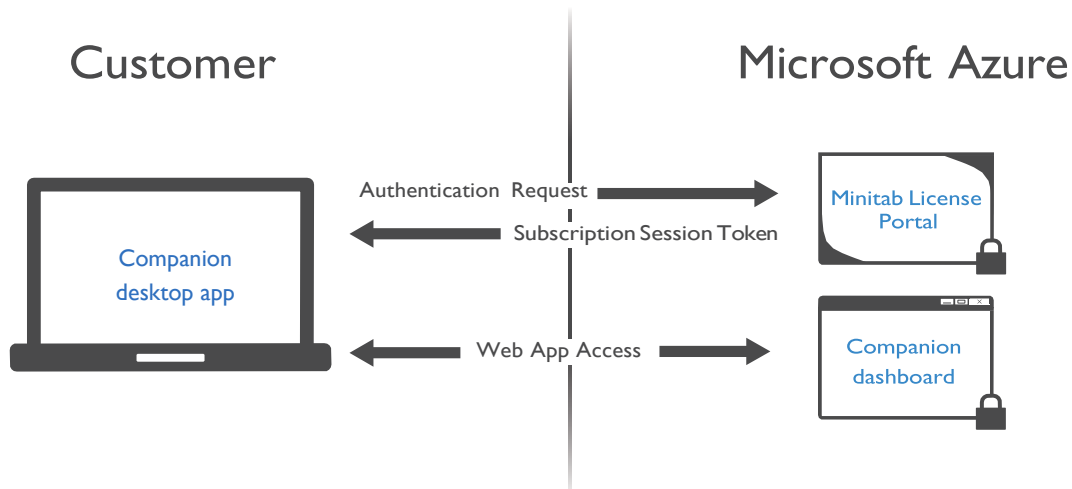 Customer
Microsoft Azure
Authentication Request
Minitab License
Portal
Subscription Session Token
Companion
desktop app
Web App Access
Companion
dashboard